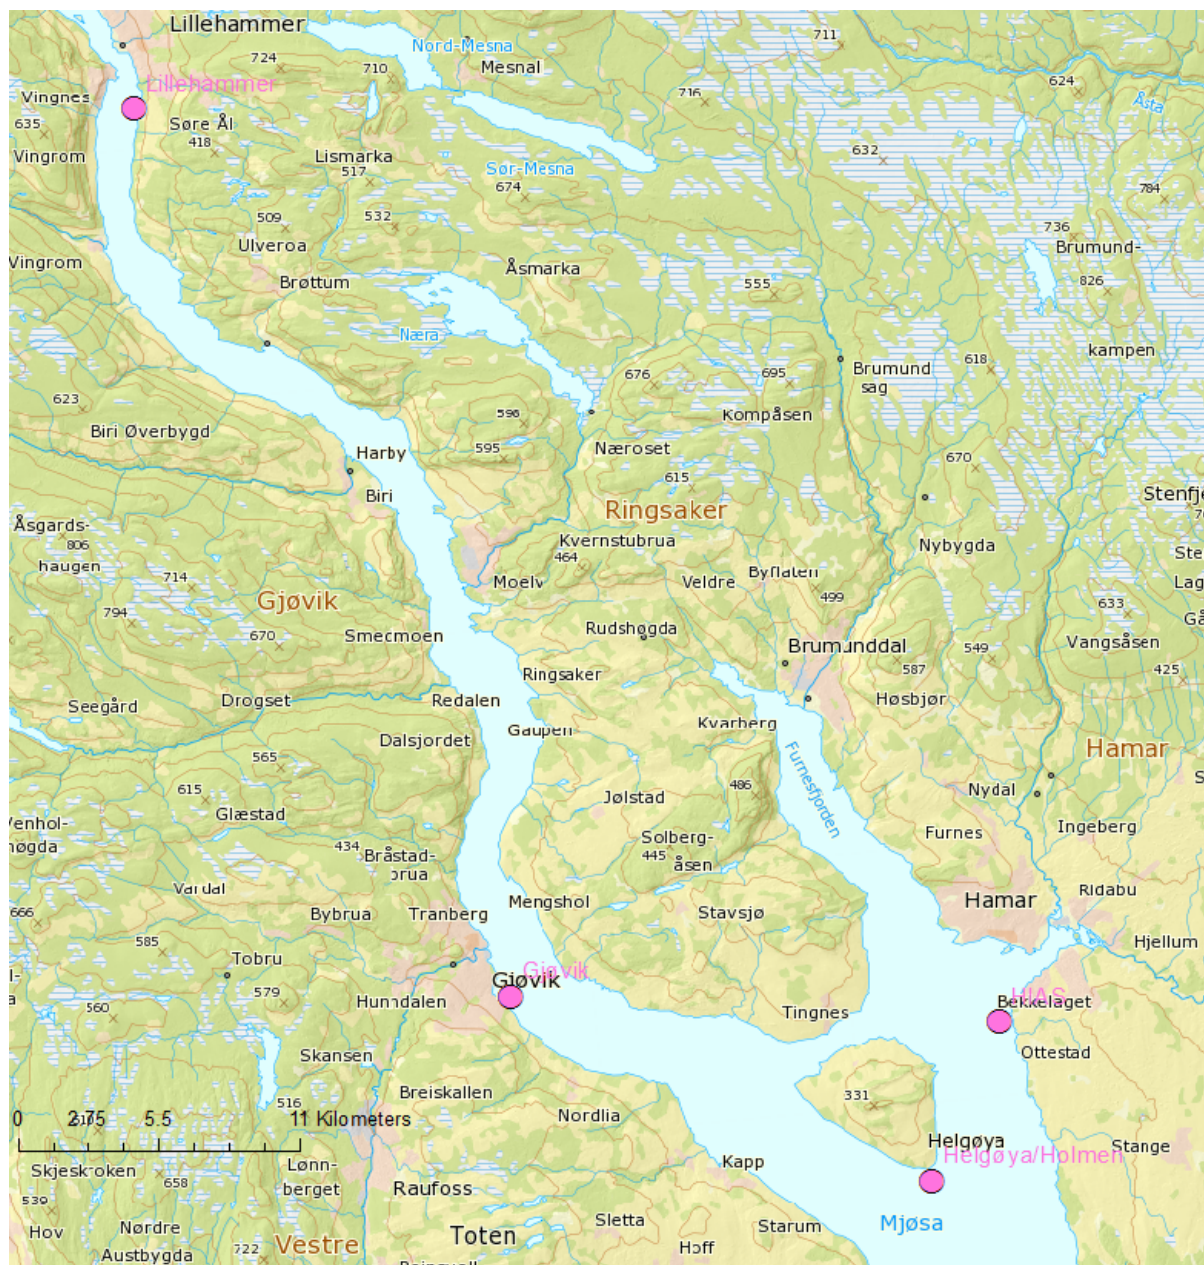 Lillehammer
Nord-Mesna
711
724
710
Mesnal
624
Lillehammer
Vingnes
716
Åsta
635
Søre Ål
Vingrom
418
Lismarka
632
517
Sør-Mesna
674
784
509
532
736
Ulverøa
Brumund-
Vingrom
Åsmarka
Brøttum
555
826
Næra
kampen
676
695
Brumund
618
sag
623
598
Kompåsen
Biri Øverbygd
Harby
595
Næroset
670
615
Biri
Stenfje
Ringsaker
Åsgards-
806
haugen
Kvernstubrua
Nybygda
464
714
Moelv
Veldre
Byflaten
Lag
Gjøvik
499
633
794
Rudshøgda
670
Smedmoen
Brumunddal
Vangsåsen
549
587
425
Ringsaker
Seegård
Drogset
Redalen
Høsbjør
Kvarberg
Gaupen
Dalsjordet
Hamar
Furnesfjorden
565
486
615
Jølstad
Nydal
Glæstad
Furnes
Ingeberg
Solberg-
434
Bråstad-
445
åsen
brua
Vardal
Ridabu
Hamar
Mengshol
Bybrua
Tranberg
Stavsjø
666
585
Hjellum
Tobru
Gjøvik
Gjøvik
579
Hunndalen
HIAS
Bekkelaget
560
Tingnes
Skansen
Ottestad
Breiskallen
331
516
0 2.75 5.5 11 Kilometers
Nordlia
Helgøya
Stange
Helgøya/Holmen
Kapp
Skjeskroken
658
Lønn-
berget
Raufoss
539
Sletta
Mjøsa
Starum
Hov
Nordre
Toten
Vestre
722
Hoff
Austbygda